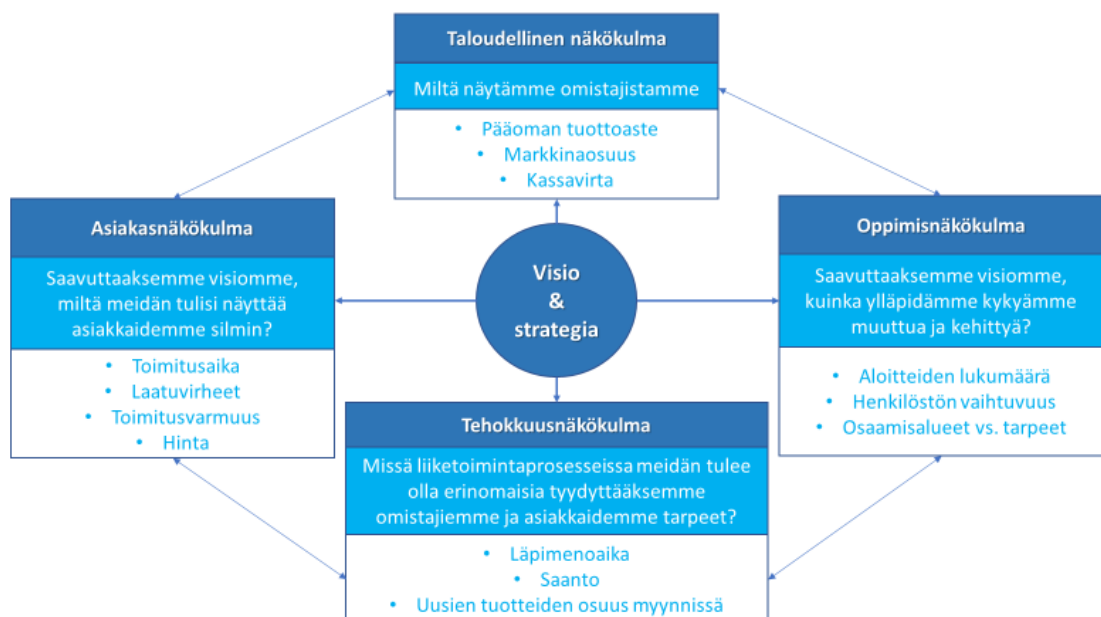 Taloudellinen näkökulma
Miltä näytämme omistajistamme
• Pääoman tuottoaste
• Markkinaosuus
• Kassavirta
Asiakasnäkökulma
Saavuttaaksemme visiomme,
miltä meidän tulisi näyttää
asiakkaidemme silmin?
• Toimitusaika
• Laatuvirheet
• Toimitusvarmuus
• Hinta
Visio
&
strategia
Oppimisnäkökulma
Saavuttaaksemme visiomme,
kuinka ylläpidämme kykyämme
muuttua ja kehittyä?
• Aloitteiden lukumäärä
• Henkilöstön vaihtuvuus
• Osaamisalueet vs. tarpeet
Tehokkuusnäkökulma
Missä liiketoimintaprosesseissa meidän tulee
olla erinomaisia tyydyttääksemme
omistajiemme ja asiakkaidemme tarpeet?
• Läpimenoaika
• Saanto
• Uusien tuotteiden osuus myynnissä